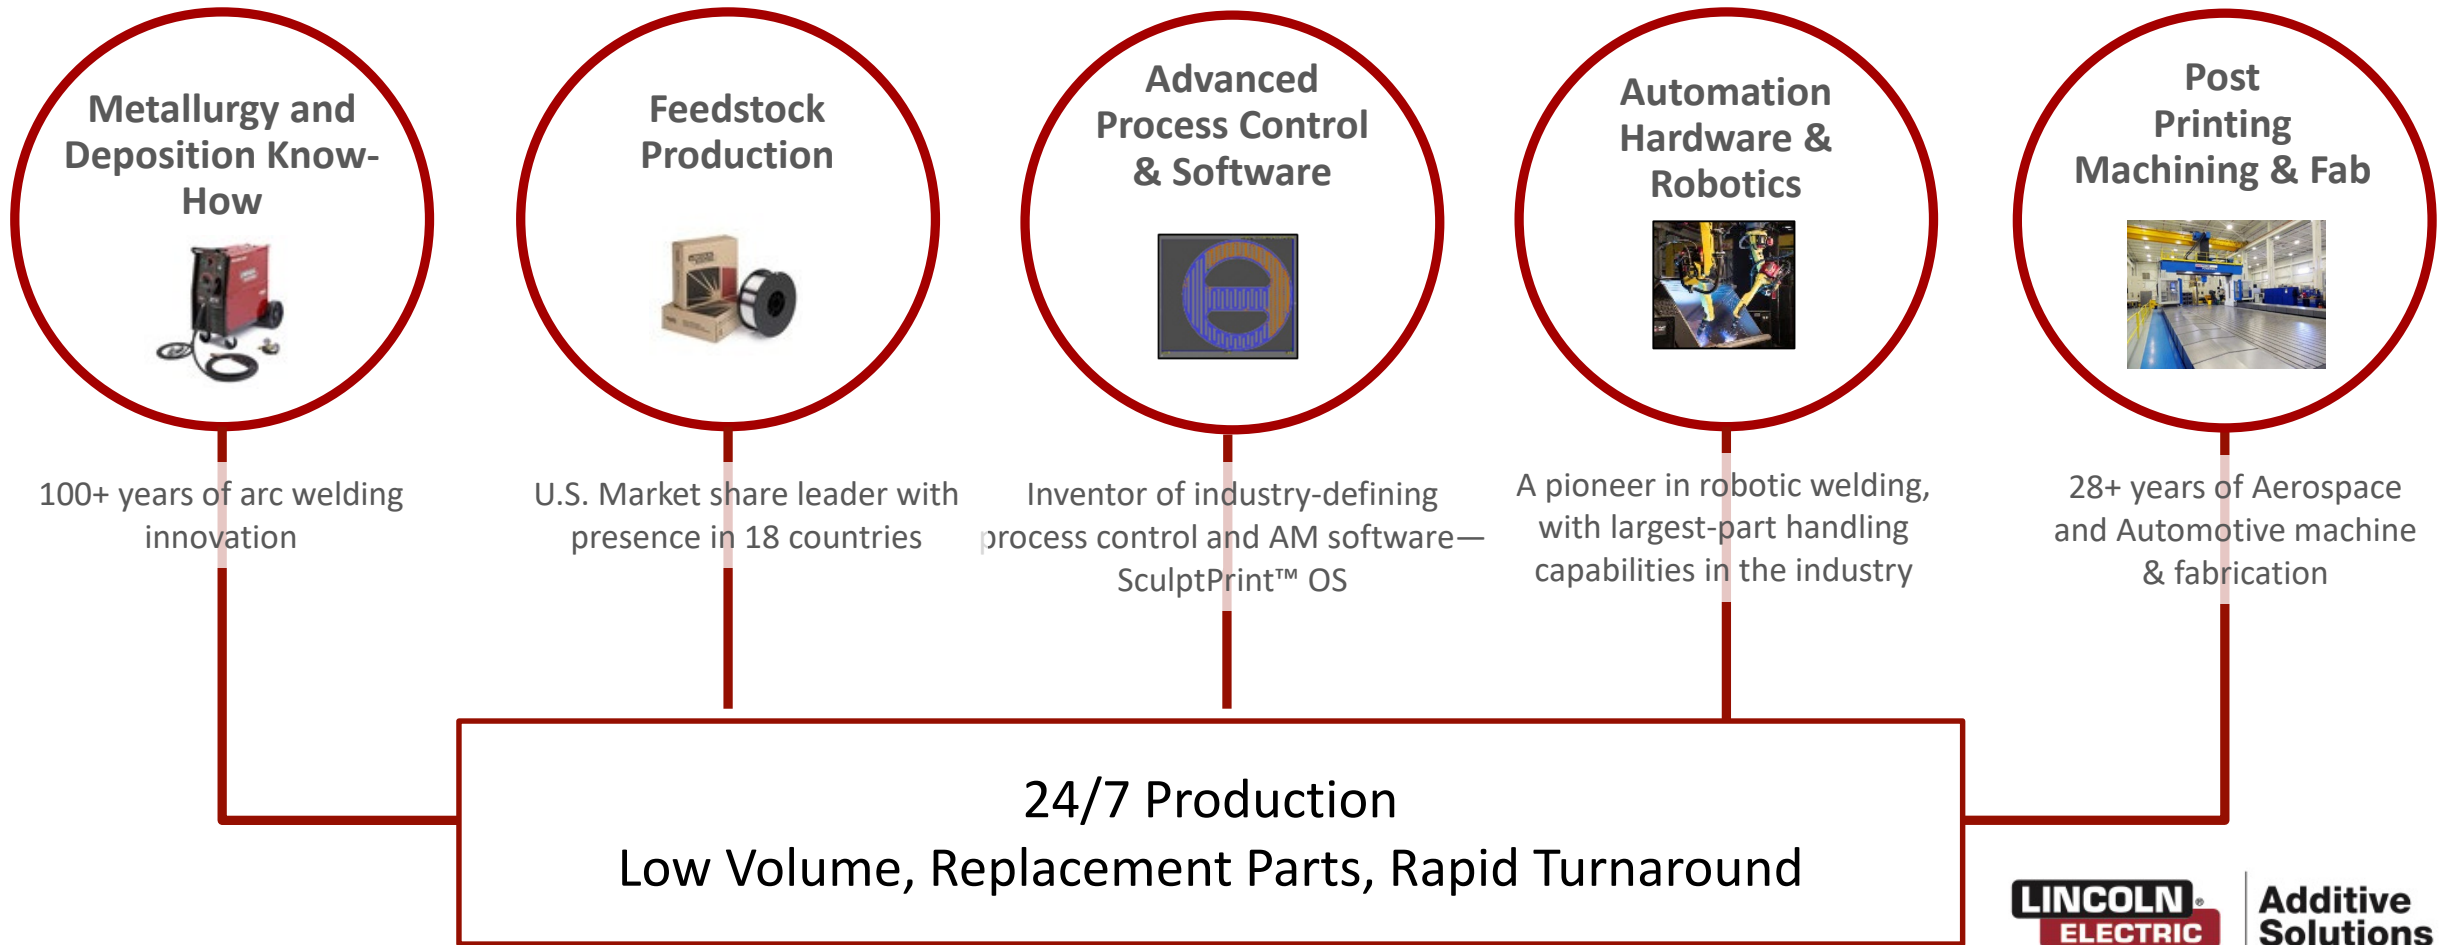 Metallurgy and
Deposition Know-
How
100+ years of arc welding
innovation
Feedstock
Production
U.S. Market share leader with
presence in 18 countries
Advanced
Process Control
& Software
Inventor of industry-defining
process control and AM software—
SculptPrint™ OS
Automation
Hardware &
Robotics
A pioneer in robotic welding,
with largest-part handling
capabilities in the industry
Post
Printing
Machining & Fab
28+ years of Aerospace
and Automotive machine
& fabrication
24/7 Production
Low Volume, Replacement Parts, Rapid Turnaround
LINCOLN ®
ELECTRIC
Additive
Solutions